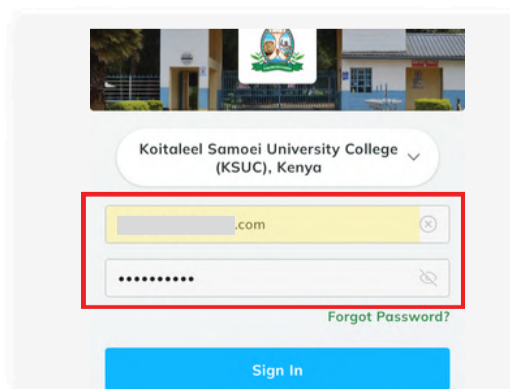 Koitaleel Samoei University College
(KSUC), Kenya
.com
••••••••••
Forgot Password?
Sign In